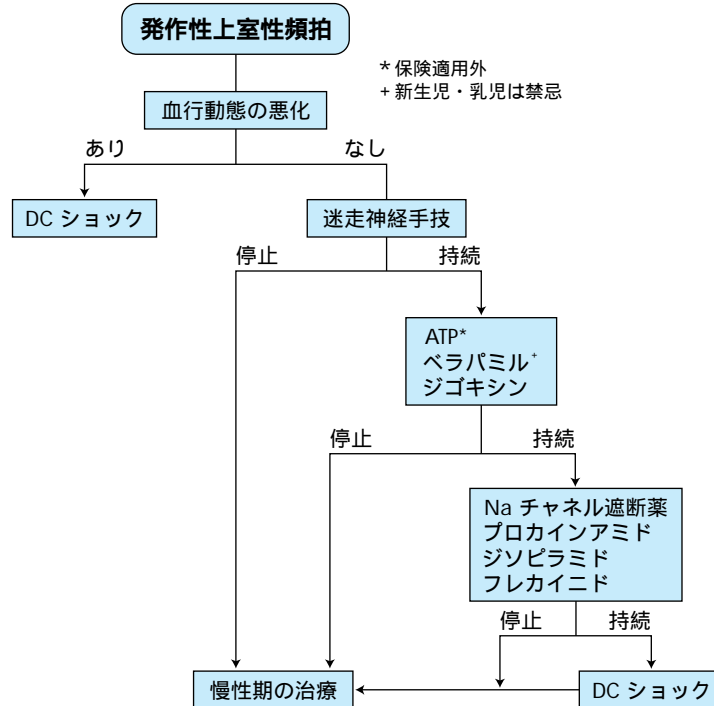 発作性上室性頻拍
* 保険適用外
+ 新生児・乳児は禁忌
血行動態の悪化
あり
なし
DC ショック
迷走神経手技
停止
持続
ATP*
ベラパミル+
ジゴキシン
停止
持続
Na チャネル遮断薬
プロカインアミド
ジソピラミド
フレカイニド
停止
持続
慢性期の治療
DC ショック